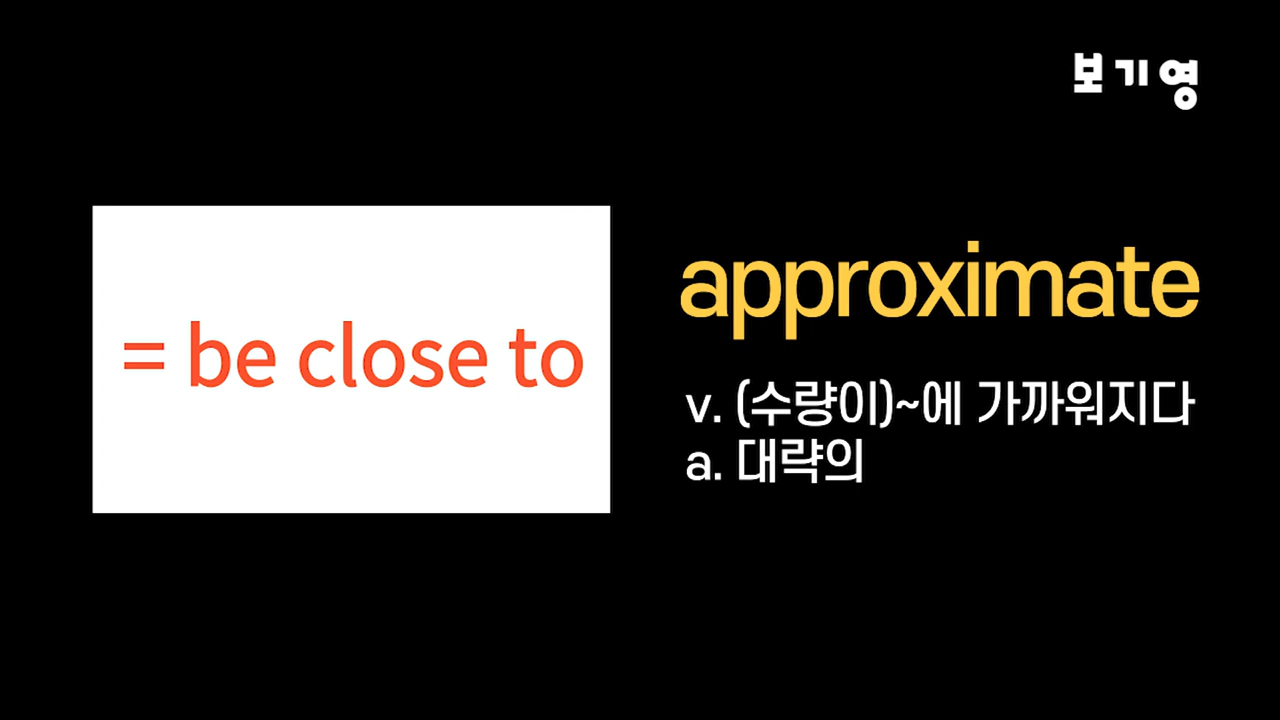 보기영
= be close to
approximate
v. (수량이)~에 가까워지다
a. 대략의